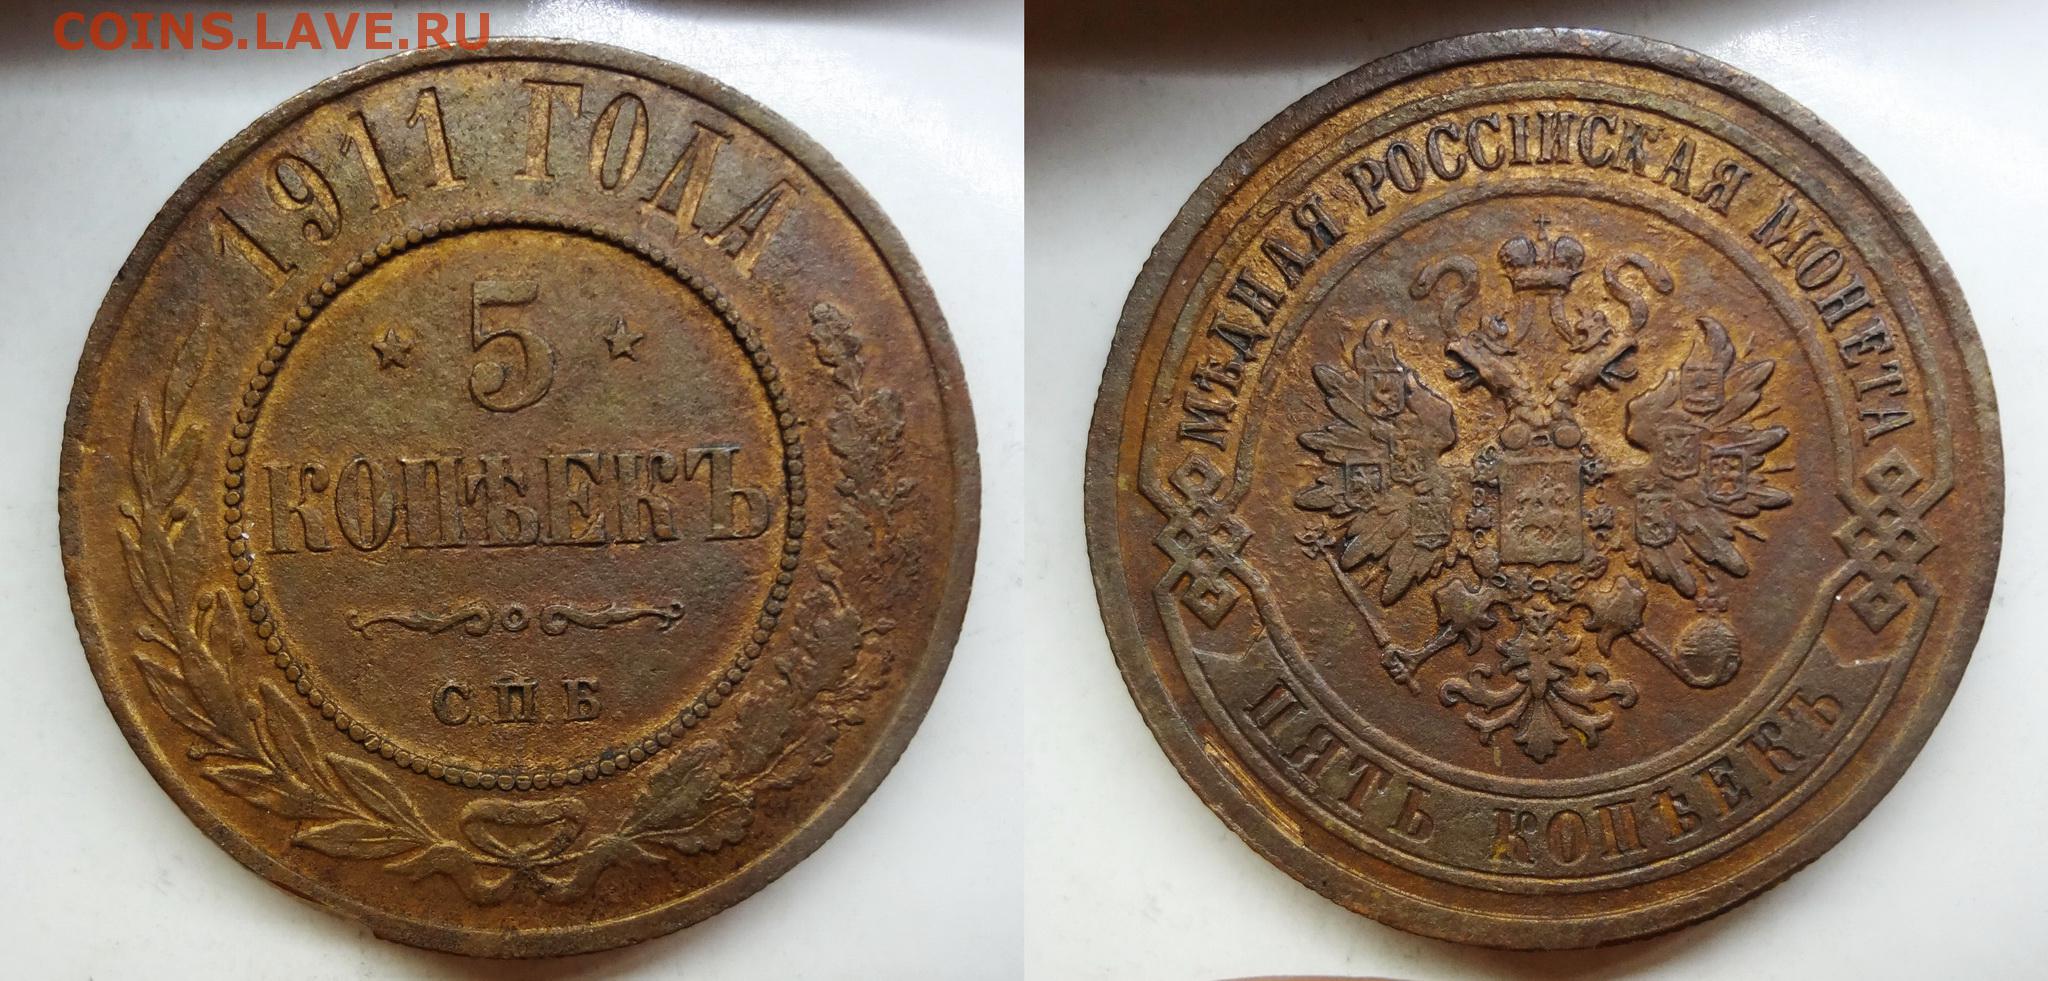 COINS.LAVE.RU
1911 ГОДА
5
КОПѢЕКЪ
С.П.Б.
МѢДНАЯ РОССІЙСКАЯ МОНЕТА
ПЯТЬ КОПѢЕКЪ